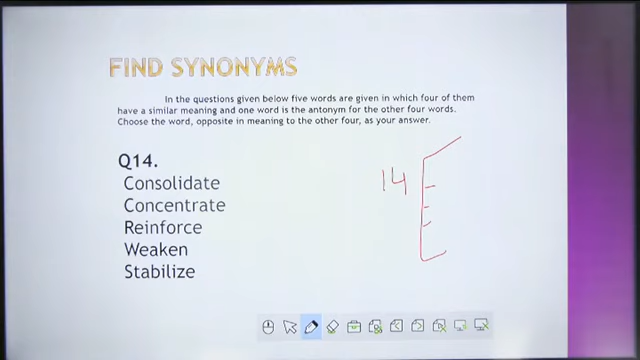 FIND SYNONYMS
In the questions given below five words are given in which four of them
have a similar meaning and one word is the antonym for the other four words.
Choose the word, opposite in meaning to the other four, as your answer.
Q14.
Consolidate
Concentrate
Reinforce
Weaken
Stabilize
14